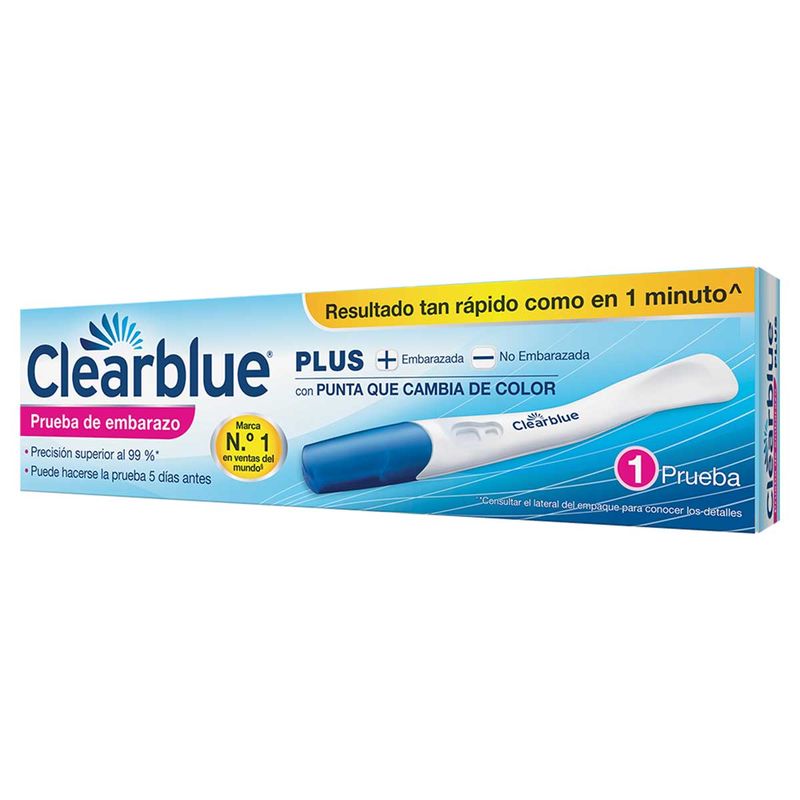 Resultado tan rápido como en 1 minuto^
Clearblue®
PLUS + Embarazada − No Embarazada
con PUNTA QUE CAMBIA DE COLOR
Prueba de embarazo
• Precisión superior al 99 %*
• Puede hacerse la prueba 5 días antes
Marca
N.º 1
en ventas del
mundo§
Clearblue
1 Prueba
*^Consultar el lateral del empaque para conocer los detalles
Clearblue
PLUS